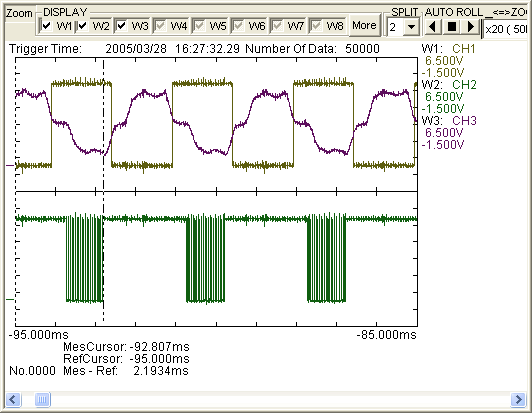 Zoom DISPLAY SPLIT AUTO ROLL <=>ZO
W1 W2 W3 W4 W5 W6 W7 W8 More 2 x20 ( 50
Trigger Time: 2005/03/28 16:27:32.29 Number Of Data: 50000
W1: CH1
6.500V
-1.500V
W2: CH2
6.500V
-1.500V
W3: CH3
6.500V
-1.500V
-95.000ms -85.000ms
MesCursor: -92.807ms
RefCursor: -95.000ms
No.0000 Mes - Ref: 2.1934ms